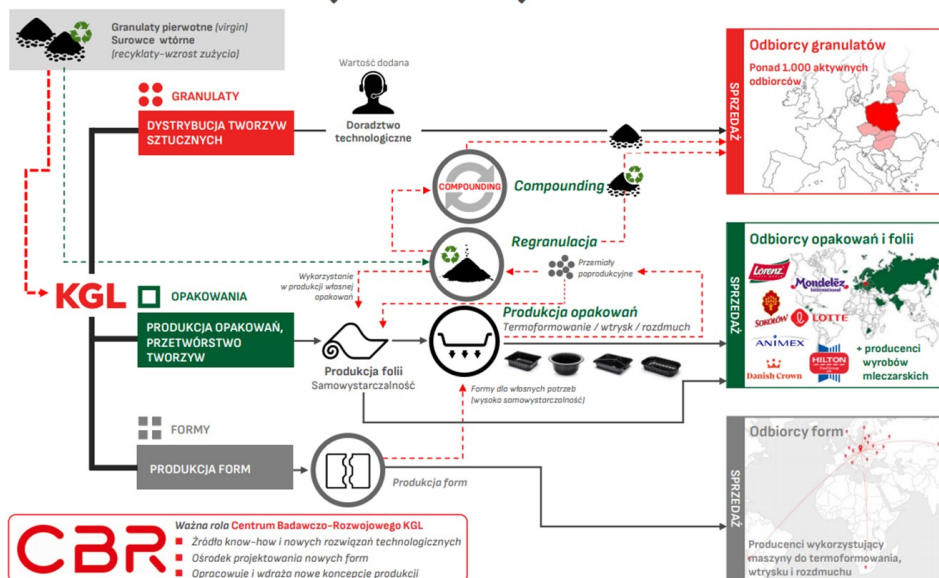 Granulaty pierwotne (virgin)
Surowce wtórne
(recyklaty-wzrost zużycia)
GRANULATY
DYSTRYBUCJA TWORZYW
SZTUCZNYCH
Wartość dodana
Doradztwo
technologiczne
COMPOUNDING
Compounding
Regranulacja
Przemiały
poprodukcyjne
Wykorzystanie
w produkcji własnej
opakowań
KGL
OPAKOWANIA
PRODUKCJA OPAKOWAŃ,
PRZETWÓRSTWO
TWORZYW
Produkcja folii
Samowystarczalność
Produkcja opakowań
Termoformowanie / wtrysk / rozdmuch
Formy dla własnych potrzeb
(wysoka samowystarczalność)
FORMY
PRODUKCJA FORM
Produkcja form
SPRZEDAŻ
Odbiorcy granulatów
Ponad 1.000 aktywnych
odbiorców
SPRZEDAŻ
Odbiorcy opakowań i folii
Lorenz
Mondelēz
International
SOKOŁÓW
LOTTE
ANIMEX
Danish Crown
HILTON
+ producenci
wyrobów
mleczarskich
SPRZEDAŻ
Odbiorcy form
Producenci wykorzystujący
maszyny do termoformowania,
wtrysku i rozdmuchu
CBR
Ważna rola Centrum Badawczo-Rozwojowego KGL
Źródło know-how i nowych rozwiązań technologicznych
Ośrodek projektowania nowych form
Opracowuje i wdraża nowe koncepcje produkcji